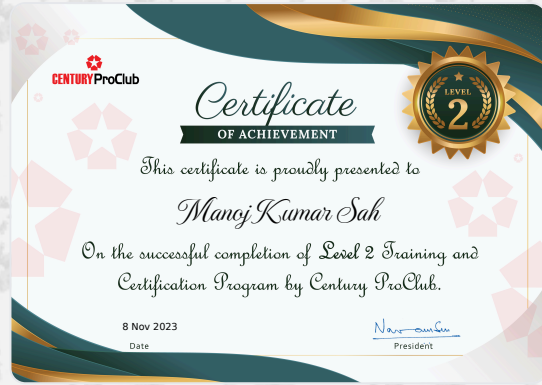 CENTURY ProClub
LEVEL
2
Certificate
OF ACHIEVEMENT
This certificate is proudly presented to
Manoj Kumar Sah
On the successful completion of Level 2 Training and
Certification Program by Century ProClub.
8 Nov 2023
Date
President